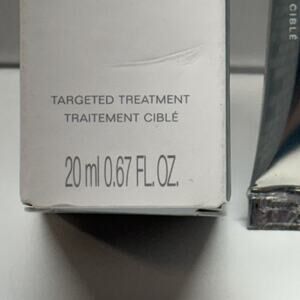 TARGETED TREATMENT
TRAITEMENT CIBLÉ
20 ml 0.67 FL. OZ.
CIBLÉ